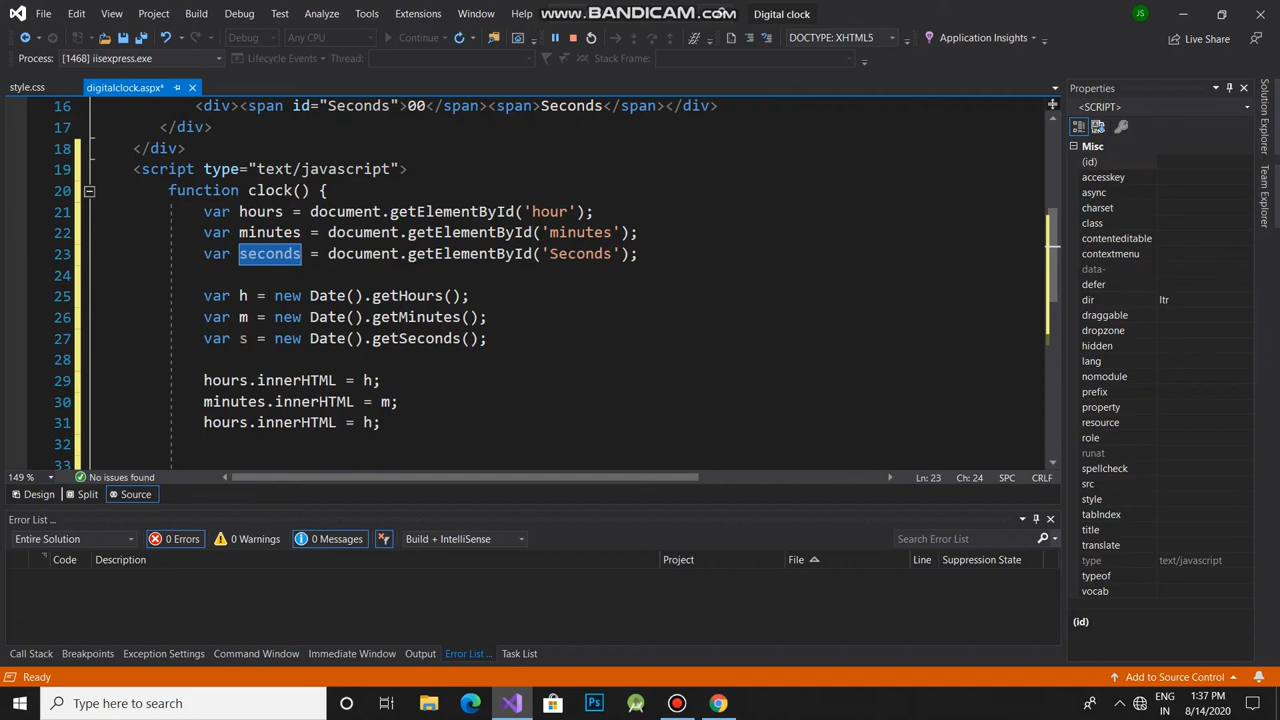 File Edit View Project Build Debug Test Analyze Tools Extensions Window Help www.BANDICAM.com Digital clock JS
Debug Any CPU Continue DOCTYPE: XHTML5 Application Insights Live Share
Process: [1468] iisexpress.exe Lifecycle Events Thread: Stack Frame:
style.css digitalclock.aspx*
16 <div><span id="Seconds">00</span><span>Seconds</span></div>
17 </div>
18 </div>
19 <script type="text/javascript">
20 function clock() {
21 var hours = document.getElementById('hour');
22 var minutes = document.getElementById('minutes');
23 var seconds = document.getElementById('Seconds');
24
25 var h = new Date().getHours();
26 var m = new Date().getMinutes();
27 var s = new Date().getSeconds();
28
29 hours.innerHTML = h;
30 minutes.innerHTML = m;
31 hours.innerHTML = h;
32
33
149 % No issues found Ln: 23 Ch: 24 SPC CRLF
Design Split Source
Properties
<SCRIPT>
Misc
(id)
accesskey
async
charset
class
contenteditable
contextmenu
data-
defer
dir ltr
draggable
dropzone
hidden
lang
nomodule
prefix
property
resource
role
runat
spellcheck
src
style
tabIndex
title
translate
type text/javascript
typeof
vocab
(id)
Solution Explorer
Team Explorer
Error List ...
Entire Solution 0 Errors 0 Warnings 0 Messages Build + IntelliSense Search Error List
Code Description Project File Line Suppression State
Call Stack Breakpoints Exception Settings Command Window Immediate Window Output Error List ... Task List
Ready Add to Source Control
Type here to search Ps ENG IN 1:37 PM 8/14/2020